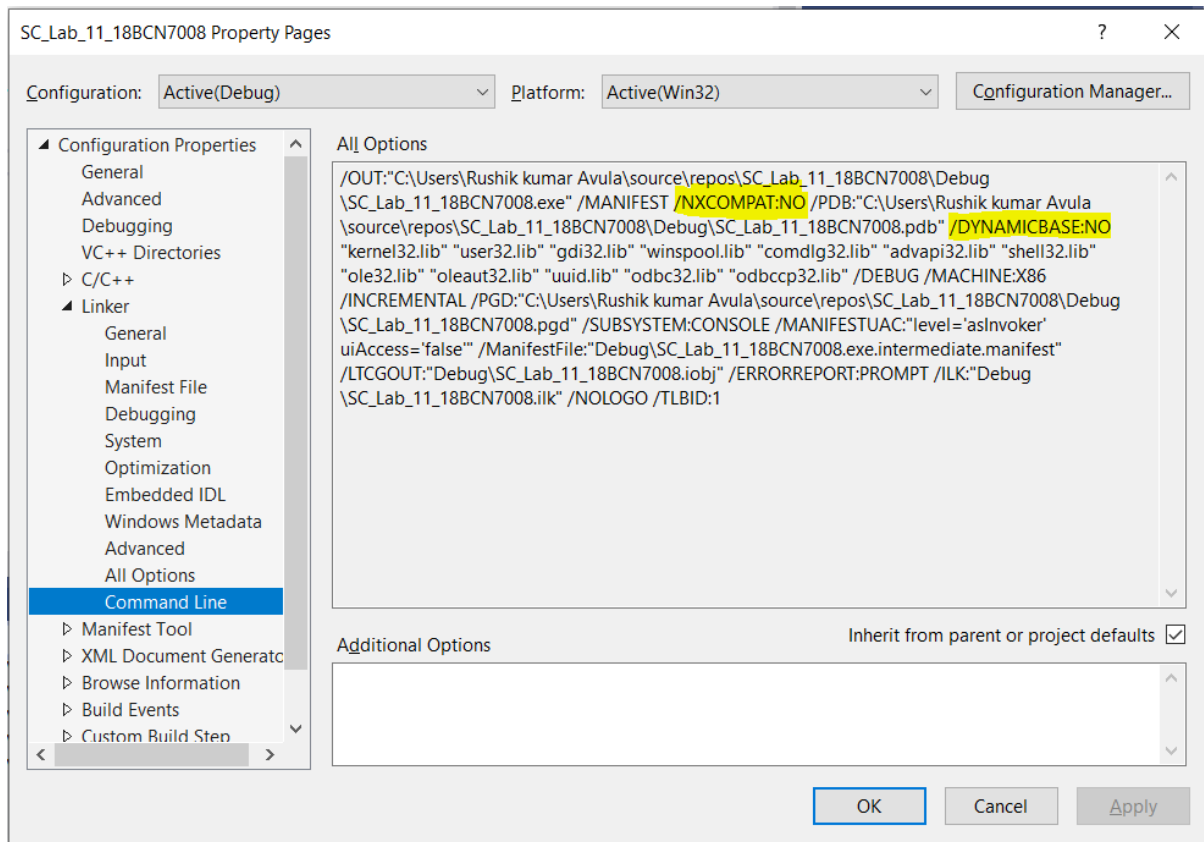 SC_Lab_11_18BCN7008 Property Pages
?
Configuration:
Active(Debug)
Platform:
Active(Win32)
Configuration Manager...
Configuration Properties
General
Advanced
Debugging
VC++ Directories
C/C++
Linker
General
Input
Manifest File
Debugging
System
Optimization
Embedded IDL
Windows Metadata
Advanced
All Options
Command Line
Manifest Tool
XML Document Generato
Browse Information
Build Events
Custom Build Step
All Options
/OUT:"C:\Users\Rushik kumar Avula\source\repos\SC_Lab_11_18BCN7008\Debug
\SC_Lab_11_18BCN7008.exe" /MANIFEST /NXCOMPAT:NO /PDB:"C:\Users\Rushik kumar Avula
\source\repos\SC_Lab_11_18BCN7008\Debug\SC_Lab_11_18BCN7008.pdb" /DYNAMICBASE:NO
"kernel32.lib" "user32.lib" "gdi32.lib" "winspool.lib" "comdlg32.lib" "advapi32.lib" "shell32.lib"
"ole32.lib" "oleaut32.lib" "uuid.lib" "odbc32.lib" "odbccp32.lib" /DEBUG /MACHINE:X86
/INCREMENTAL /PGD:"C:\Users\Rushik kumar Avula\source\repos\SC_Lab_11_18BCN7008\Debug
\SC_Lab_11_18BCN7008.pgd" /SUBSYSTEM:CONSOLE /MANIFESTUAC:"level='asInvoker'
uiAccess='false'" /ManifestFile:"Debug\SC_Lab_11_18BCN7008.exe.intermediate.manifest"
/LTCGOUT:"Debug\SC_Lab_11_18BCN7008.iobj" /ERRORREPORT:PROMPT /ILK:"Debug
\SC_Lab_11_18BCN7008.ilk" /NOLOGO /TLBID:1
Inherit from parent or project defaults
Additional Options
OK
Cancel
Apply